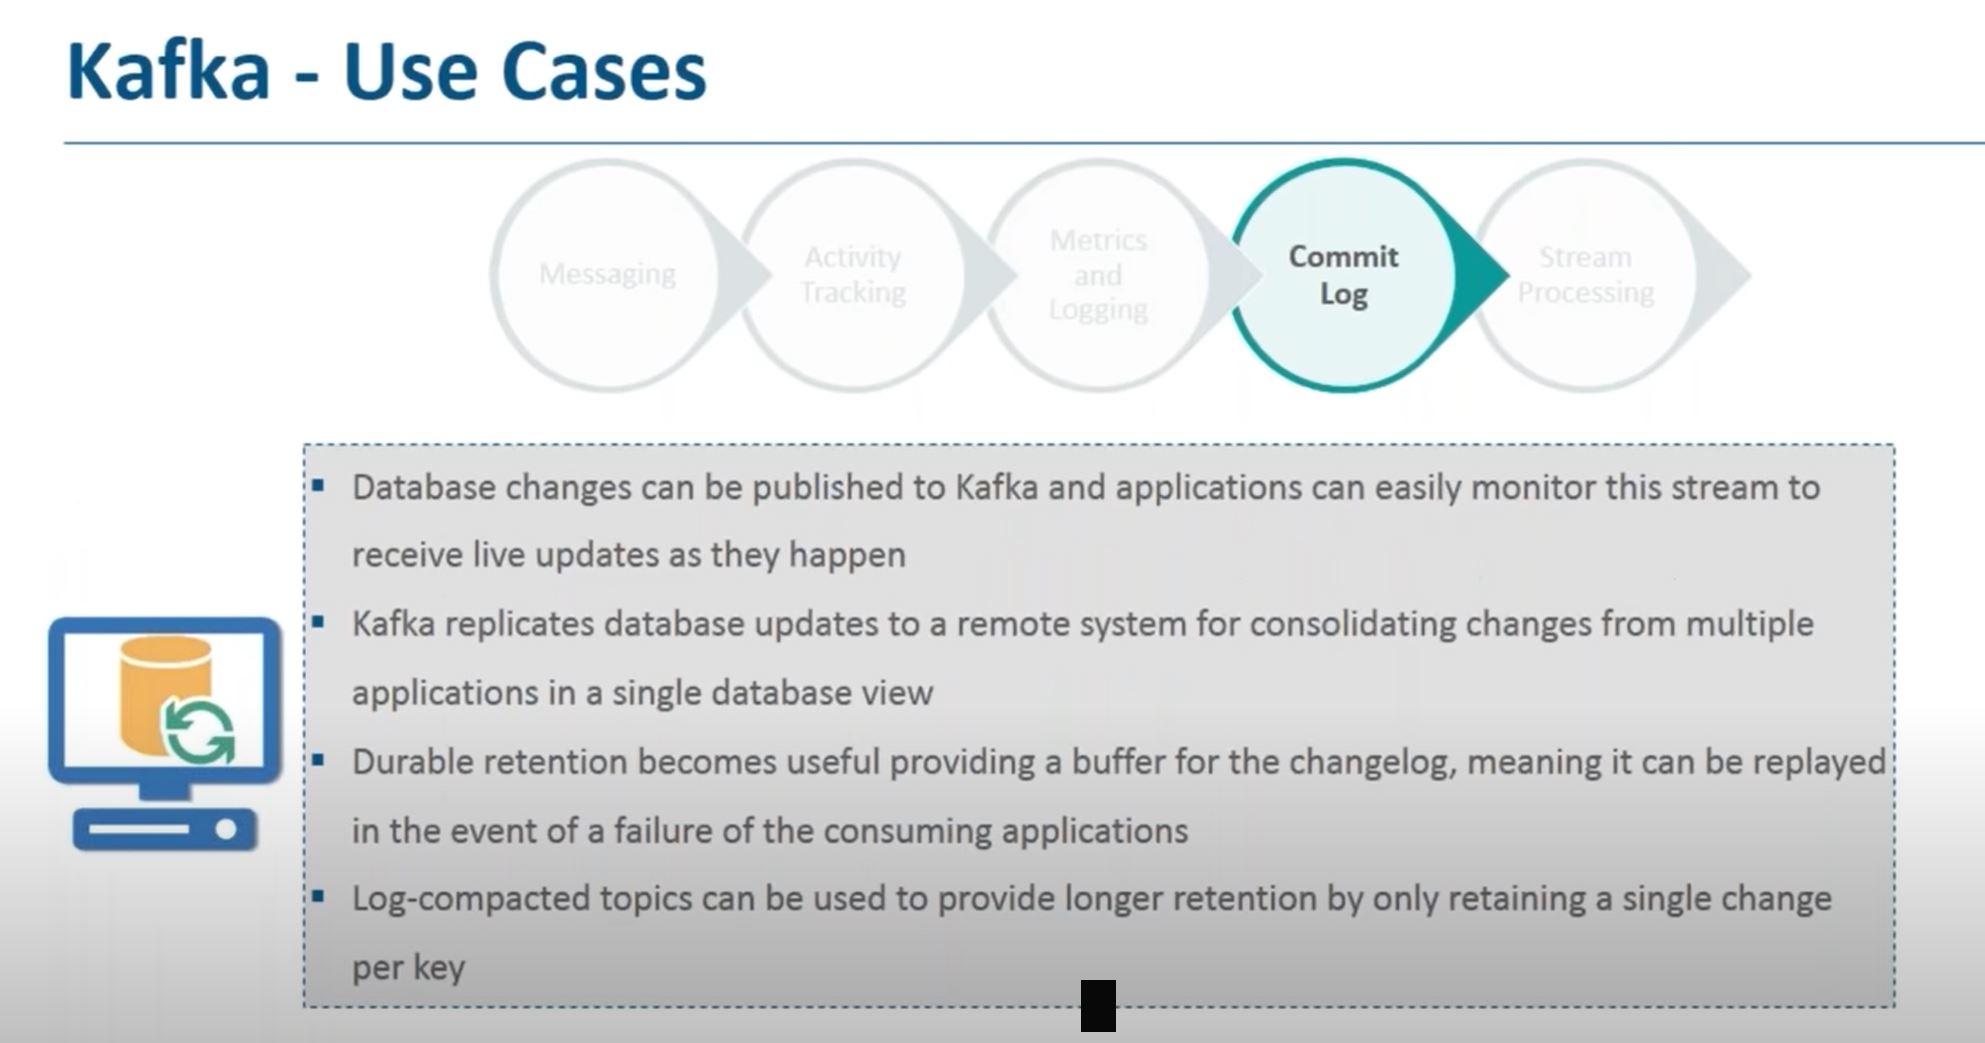 Kafka - Use Cases
Messaging
Activity
Tracking
Metrics
and
Logging
Commit
Log
Stream
Processing
▪ Database changes can be published to Kafka and applications can easily monitor this stream to
receive live updates as they happen
▪ Kafka replicates database updates to a remote system for consolidating changes from multiple
applications in a single database view
▪ Durable retention becomes useful providing a buffer for the changelog, meaning it can be replayed
in the event of a failure of the consuming applications
▪ Log-compacted topics can be used to provide longer retention by only retaining a single change
per key